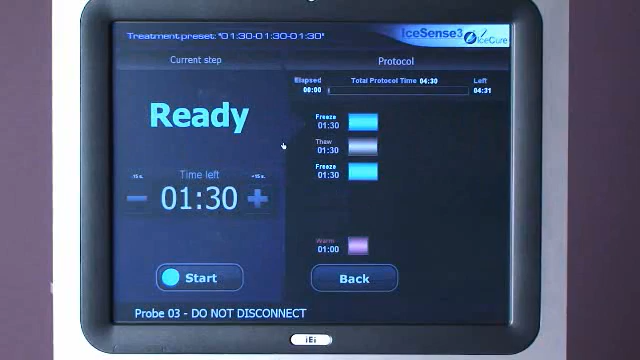 Treatment preset: "01:30-01:30-01:30"
IceSense3
IceCure
Current step
Protocol
Elapsed
Total Protocol Time 04:30
Left
00:00
04:31
Ready
Freeze
01:30
Thaw
01:30
Freeze
01:30
Time left
-15 s.
+15 s.
01:30
Warm
01:00
Start
Back
Probe 03 - DO NOT DISCONNECT
iEi